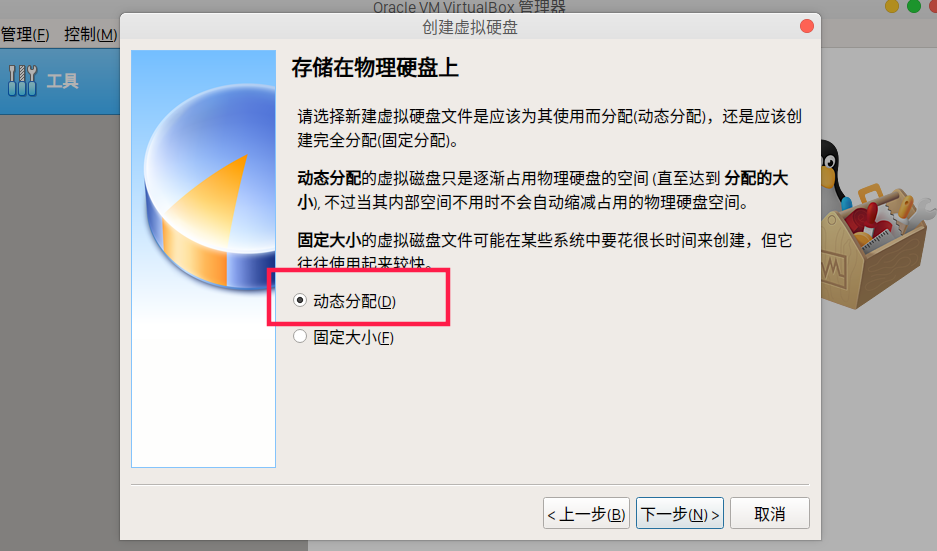 Oracle VM VirtualBox 管理器
创建虚拟硬盘
管理(F) 控制(M)
工具
存储在物理硬盘上
请选择新建虚拟硬盘文件是应该为其使用而分配(动态分配)，还是应该创
建完全分配(固定分配)。
动态分配的虚拟磁盘只是逐渐占用物理硬盘的空间 (直至达到 分配的大
小), 不过当其内部空间不用时不会自动缩减占用的物理硬盘空间。
固定大小的虚拟磁盘文件可能在某些系统中要花很长时间来创建，但它
往往使用起来较快。
动态分配(D)
固定大小(F)
< 上一步(B)
下一步(N) >
取消